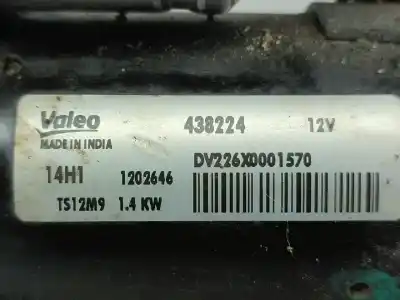 Valeo 438224 12V
MADE IN INDIA
DV226X0001570
14H1 1202646
TS12M9 1.4 KW